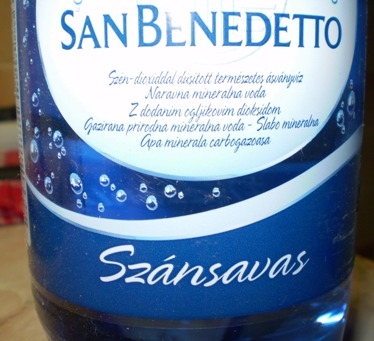 SAN BENEDETTO
Szén-dioxiddal dúsított természetes ásványvíz
Naravna mineralna voda
Z dodanim ogljikovim dioksidom
Gazirana prirodna mineralna voda - Slabo mineralna
Apa minerala carbogazoasa
Szánsavas